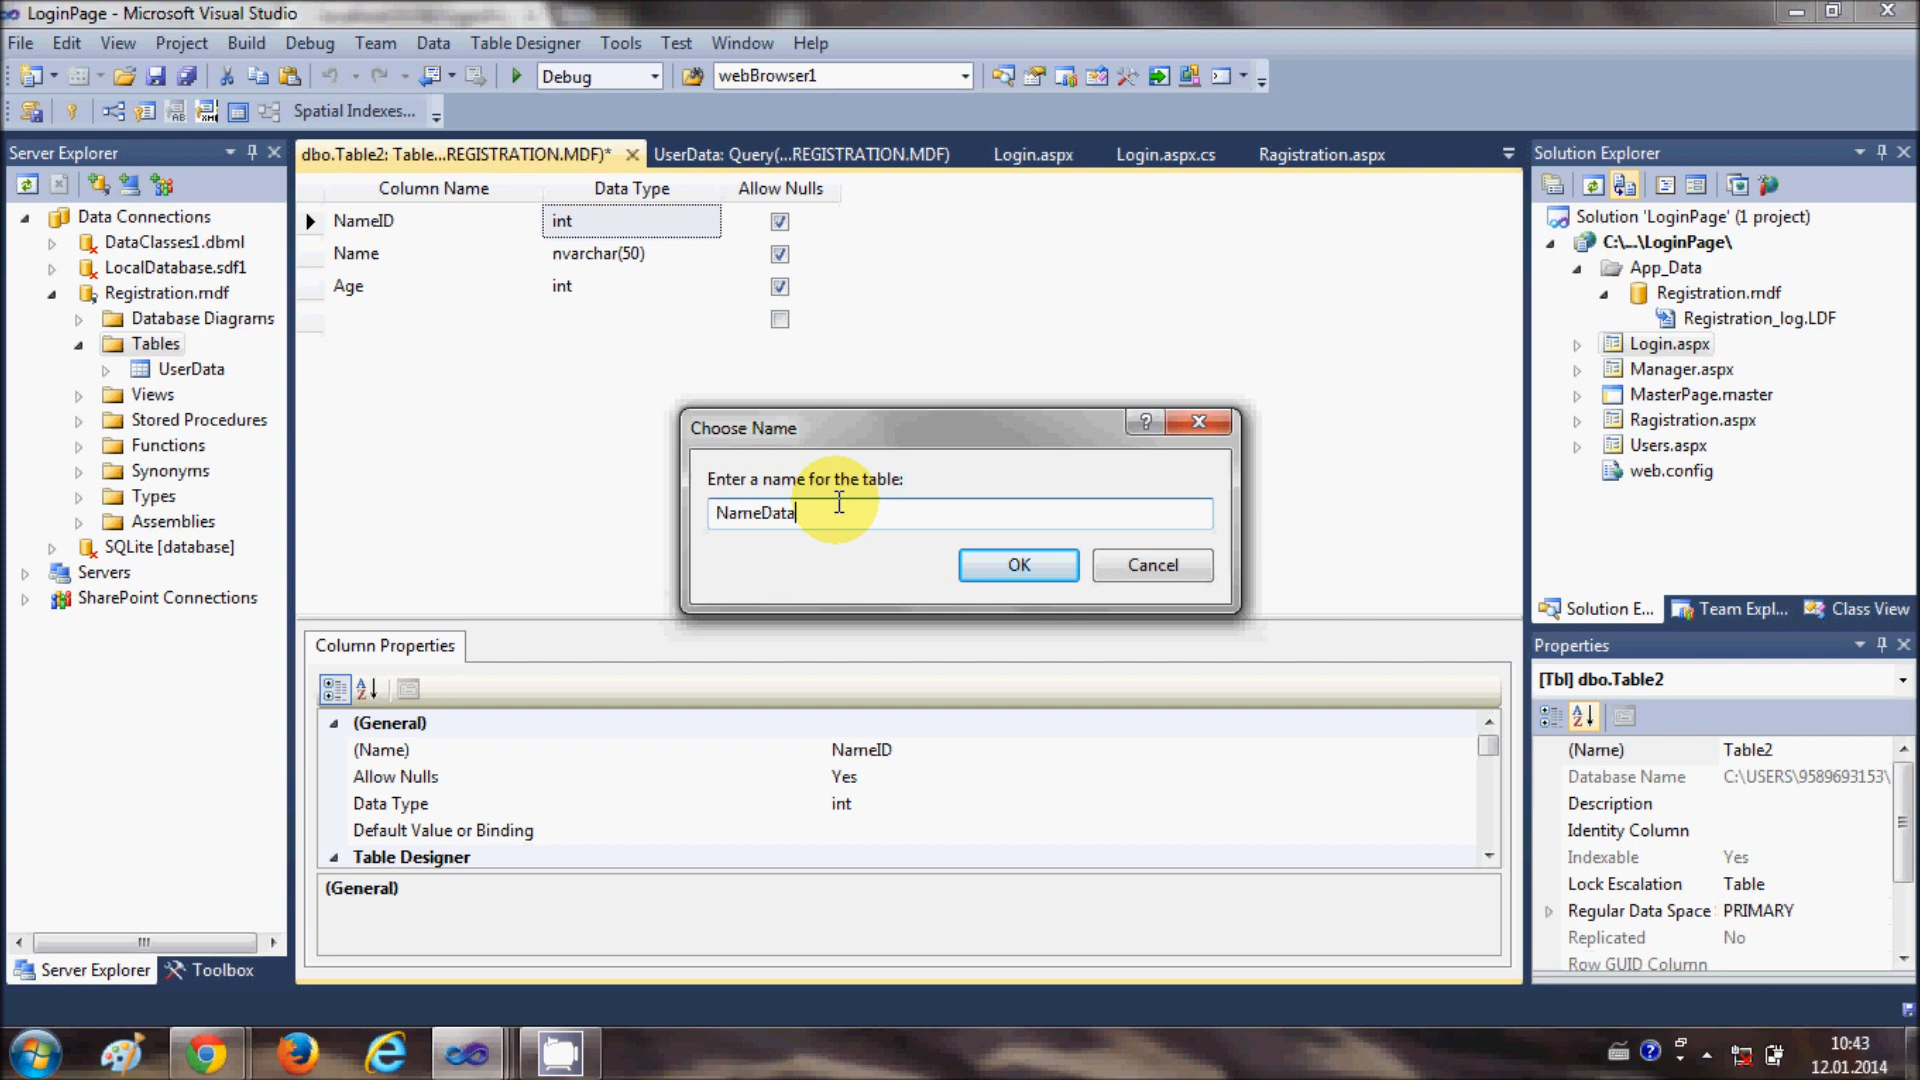 LoginPage - Microsoft Visual Studio
File Edit View Project Build Debug Team Data Table Designer Tools Test Window Help
Debug webBrowser1
Spatial Indexes...
Server Explorer
Data Connections
DataClasses1.dbml
LocalDatabase.sdf1
Registration.mdf
Database Diagrams
Tables
UserData
Views
Stored Procedures
Functions
Synonyms
Types
Assemblies
SQLite [database]
Servers
SharePoint Connections
Server Explorer Toolbox
dbo.Table2: Table...REGISTRATION.MDF)* UserData: Query(...REGISTRATION.MDF) Login.aspx Login.aspx.cs Ragistration.aspx
Column Name Data Type Allow Nulls
NameID int
Name nvarchar(50)
Age int
Choose Name
Enter a name for the table:
NameData
OK Cancel
Column Properties
(General)
(Name) NameID
Allow Nulls Yes
Data Type int
Default Value or Binding
Table Designer
(General)
Solution Explorer
Solution 'LoginPage' (1 project)
C:\...\LoginPage\
App_Data
Registration.mdf
Registration_log.LDF
Login.aspx
Manager.aspx
MasterPage.master
Ragistration.aspx
Users.aspx
web.config
Solution E... Team Expl... Class View
Properties
[Tbl] dbo.Table2
(Name) Table2
Database Name C:\USERS\9589693153\
Description
Identity Column
Indexable Yes
Lock Escalation Table
Regular Data Space PRIMARY
Replicated No
Row GUID Column
10:43
12.01.2014